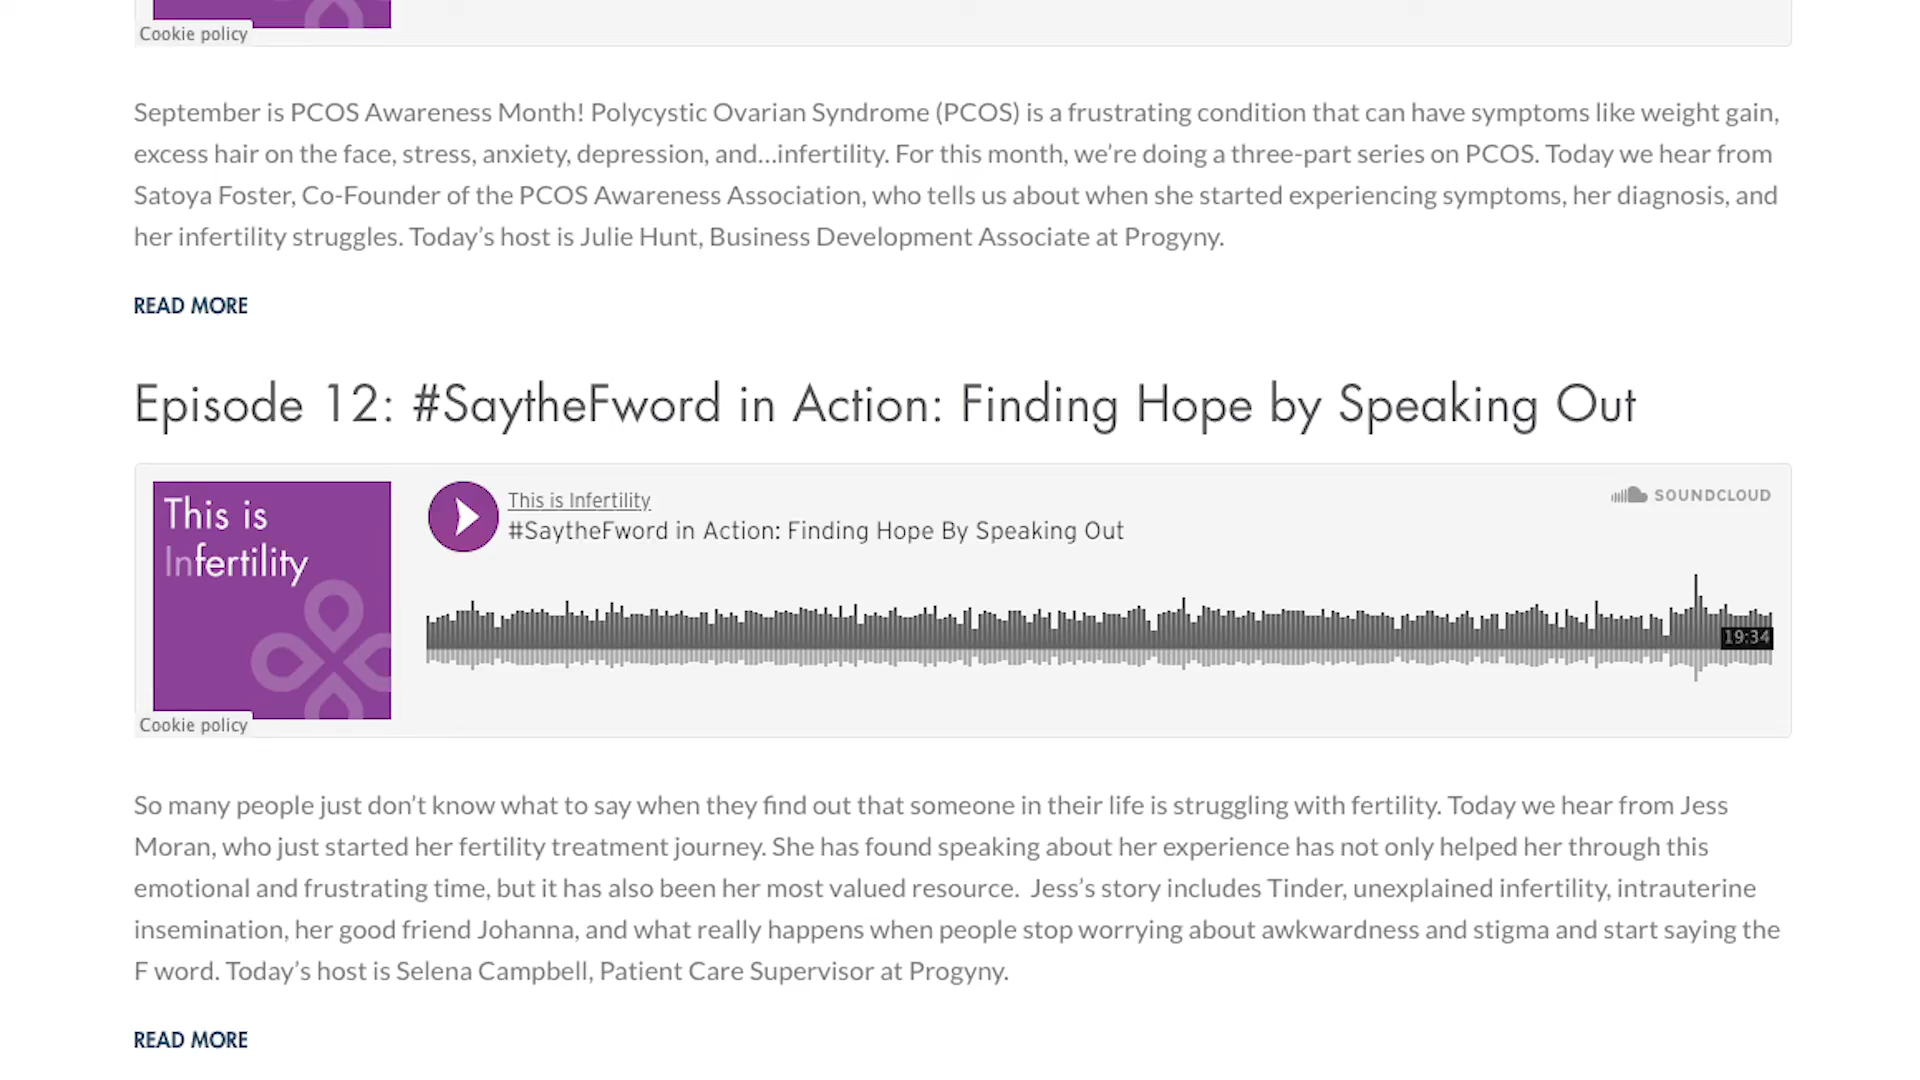 Cookie policy
September is PCOS Awareness Month! Polycystic Ovarian Syndrome (PCOS) is a frustrating condition that can have symptoms like weight gain,
excess hair on the face, stress, anxiety, depression, and…infertility. For this month, we’re doing a three-part series on PCOS. Today we hear from
Satoya Foster, Co-Founder of the PCOS Awareness Association, who tells us about when she started experiencing symptoms, her diagnosis, and
her infertility struggles. Today’s host is Julie Hunt, Business Development Associate at Progyny.
READ MORE
Episode 12: #SaytheFword in Action: Finding Hope by Speaking Out
This is
Infertility
This is Infertility
#SaytheFword in Action: Finding Hope By Speaking Out
SOUNDCLOUD
19:34
Cookie policy
So many people just don’t know what to say when they find out that someone in their life is struggling with fertility. Today we hear from Jess
Moran, who just started her fertility treatment journey. She has found speaking about her experience has not only helped her through this
emotional and frustrating time, but it has also been her most valued resource.  Jess’s story includes Tinder, unexplained infertility, intrauterine
insemination, her good friend Johanna, and what really happens when people stop worrying about awkwardness and stigma and start saying the
F word. Today’s host is Selena Campbell, Patient Care Supervisor at Progyny.
READ MORE